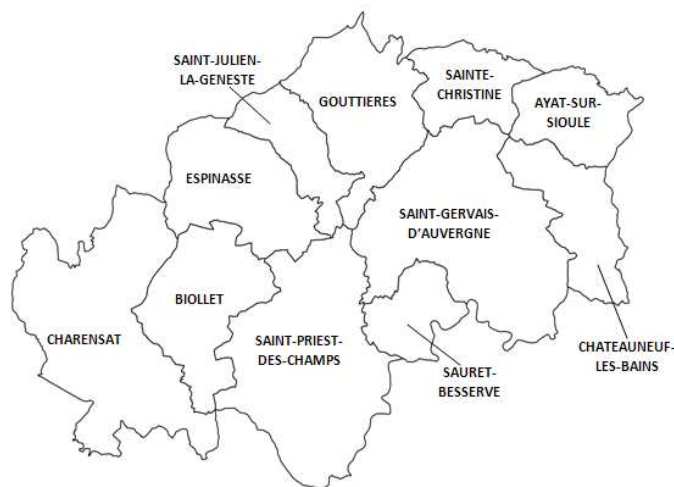 SAINT-JULIEN-
LA-GENESTE
GOUTTIERES
SAINTE-
CHRISTINE
AYAT-SUR-
SIOULE
ESPINASSE
SAINT-GERVAIS-
D'AUVERGNE
BIOLLET
CHARENSAT
SAINT-PRIEST-
DES-CHAMPS
CHATEAUNEUF-
LES-BAINS
SAURET-
BESSERVE